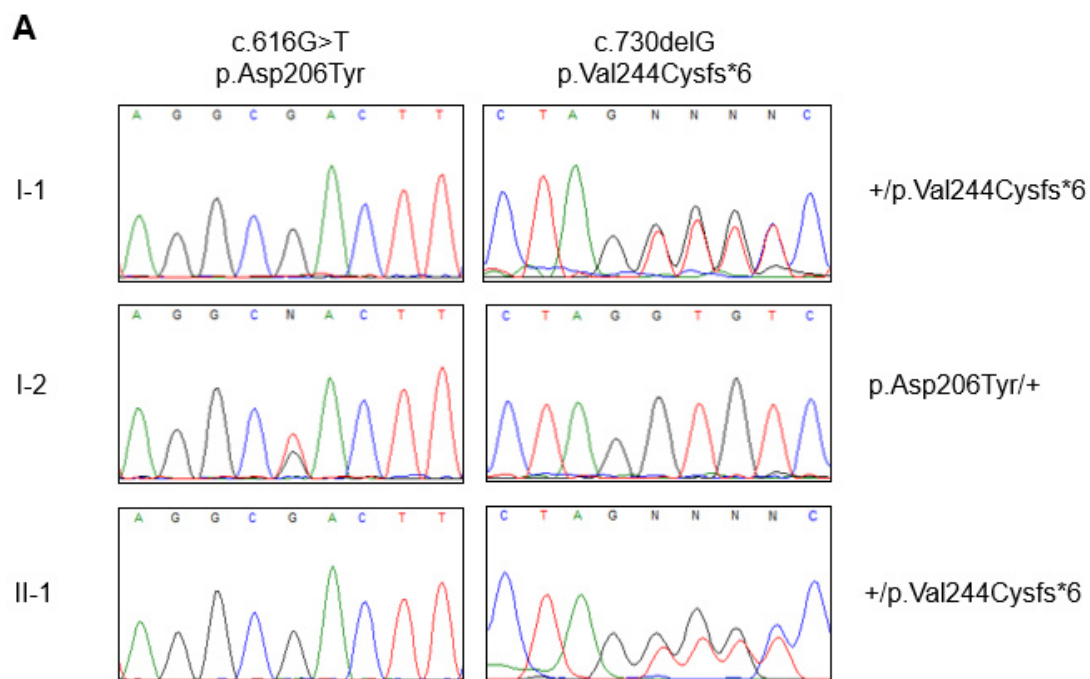 A
c.616G>T
p.Asp206Tyr
c.730delG
p.Val244Cysfs*6
I-1
A G G C G A C T T
C T A G N N N N C
+/p.Val244Cysfs*6
I-2
A G G C N A C T T
C T A G G T G T C
p.Asp206Tyr/+
II-1
A G G C G A C T T
C T A G N N N N C
+/p.Val244Cysfs*6